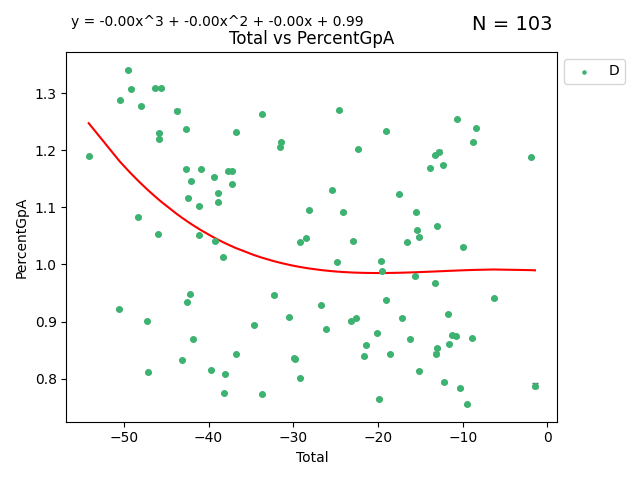 y = -0.00x^3 + -0.00x^2 + -0.00x + 0.99
N = 103
Total vs PercentGpA
D
PercentGpA
1.3
1.2
1.1
1.0
0.9
0.8
−50
−40
−30
−20
−10
0
Total